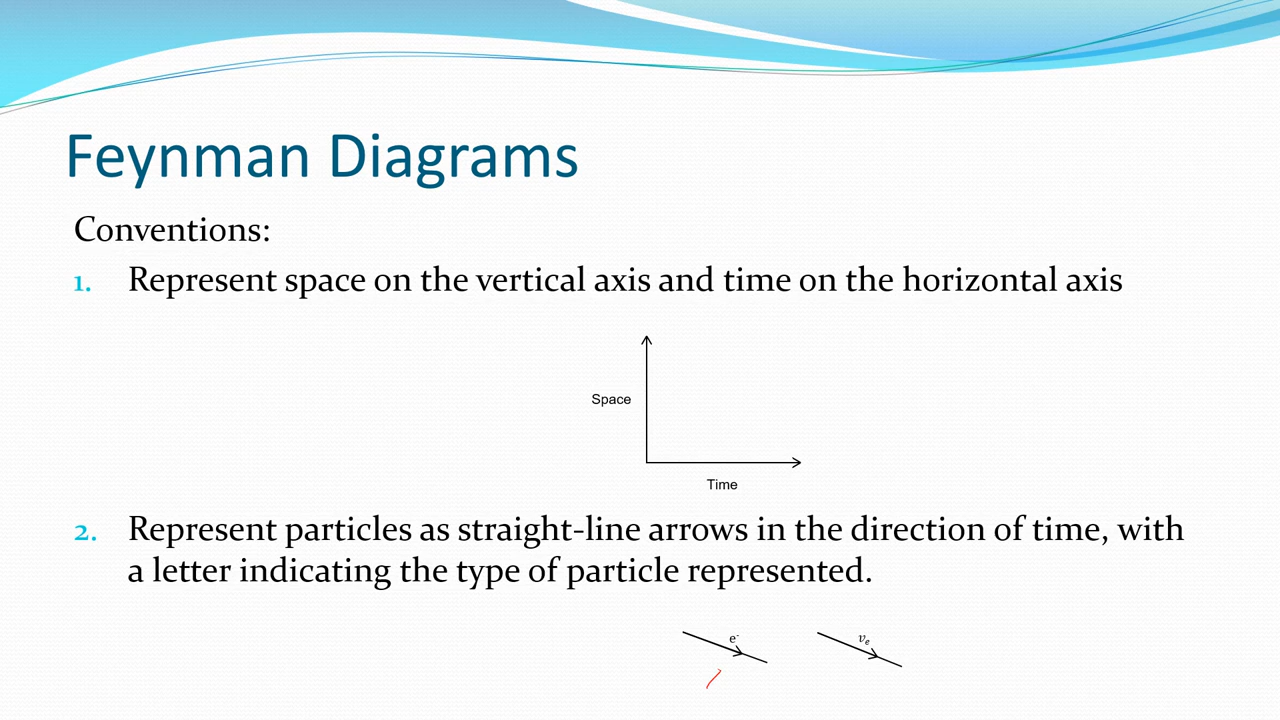 Feynman Diagrams
Conventions:
1. Represent space on the vertical axis and time on the horizontal axis
Space
Time
2. Represent particles as straight-line arrows in the direction of time, with
a letter indicating the type of particle represented.
e⁻ νₑ